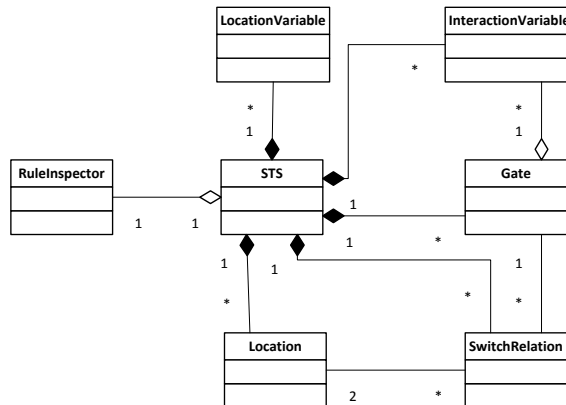 LocationVariable
InteractionVariable
*
*
*
1
1
RuleInspector
STS
Gate
1
1
1
1
*
1
1
1
*
*
*
Location
SwitchRelation
2
*